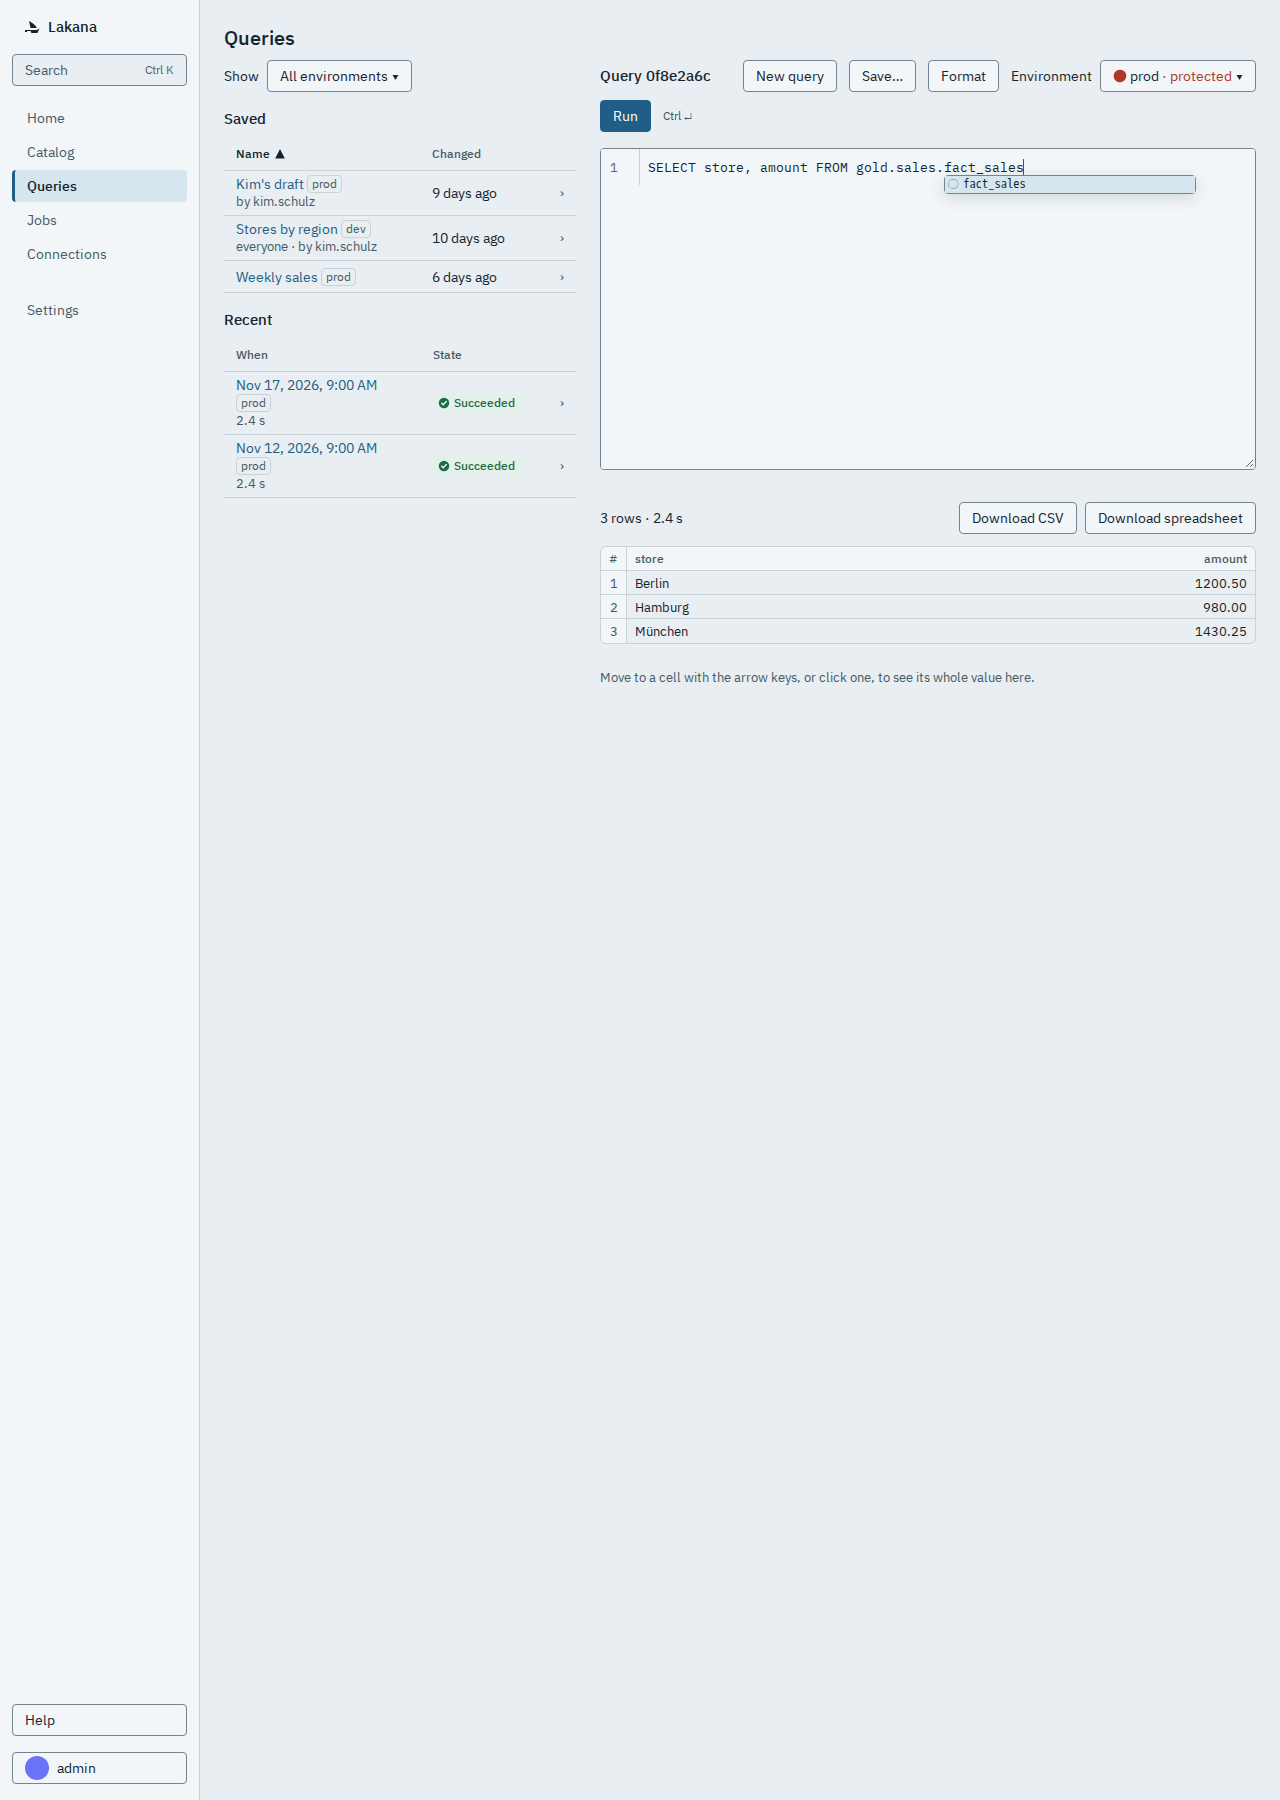 Lakana
Search Ctrl K
Home
Catalog
Queries
Jobs
Connections
Settings
Help
admin
Queries
Show All environments ▾
Saved
Name ▲ Changed
Kim's draft prod
by kim.schulz
9 days ago ›
Stores by region dev
everyone · by kim.schulz
10 days ago ›
Weekly sales prod 6 days ago ›
Recent
When State
Nov 17, 2026, 9:00 AM
prod
2.4 s
Succeeded ›
Nov 12, 2026, 9:00 AM
prod
2.4 s
Succeeded ›
Query 0f8e2a6c New query Save... Format Environment prod · protected ▾
Run Ctrl ↵
1 SELECT store, amount FROM gold.sales.fact_sales
fact_sales
3 rows · 2.4 s Download CSV Download spreadsheet
# store amount
1 Berlin 1200.50
2 Hamburg 980.00
3 München 1430.25
Move to a cell with the arrow keys, or click one, to see its whole value here.